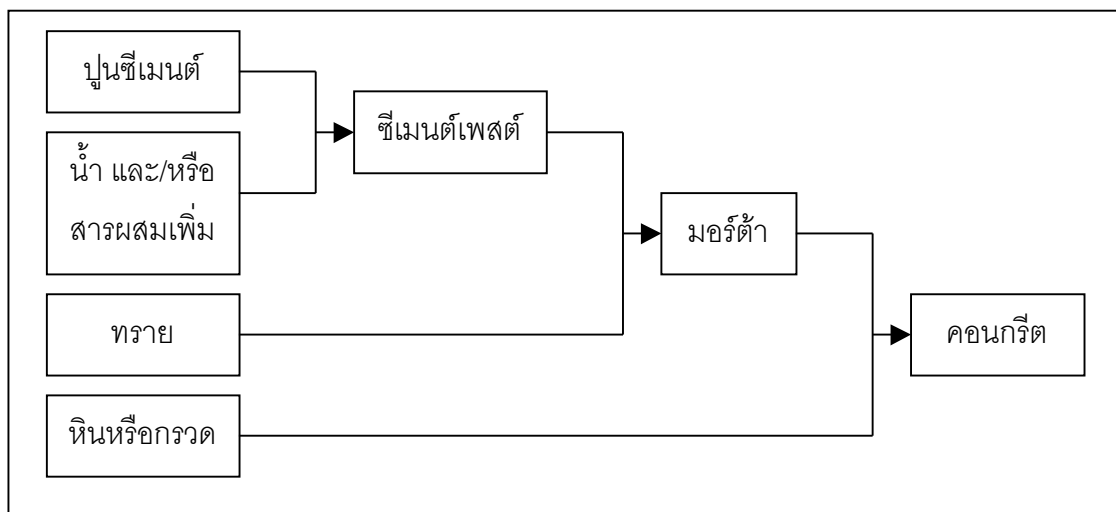 ปูนซีเมนต์
ซีเมนต์เพสต์
น้ำ และ/หรือ
สารผสมเพิ่ม
มอร์ต้า
ทราย
คอนกรีต
หินหรือกรวด